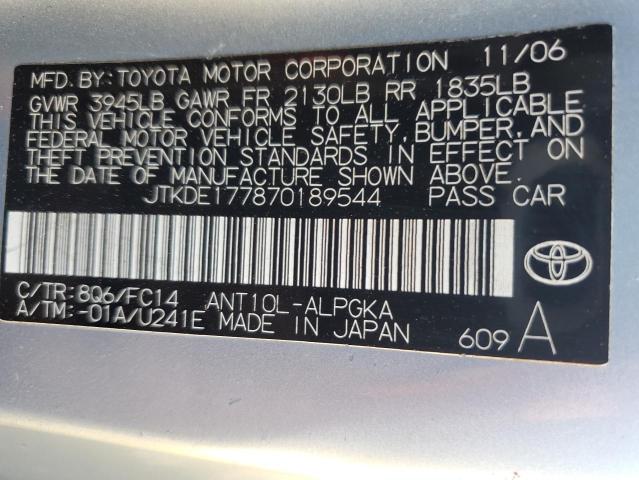 MFD.BY:TOYOTA MOTOR CORPORATION 11/06
GVWR 3945LB GAWR FR 2130LB RR 1835LB
THIS VEHICLE CONFORMS TO ALL APPLICABLE
FEDERAL MOTOR VEHICLE SAFETY,BUMPER,AND
THEFT PREVENTION STANDARDS IN EFFECT ON
THE DATE OF MANUFACTURE SHOWN ABOVE.
JTKDE177870189544 PASS CAR
C/TR:8Q6/FC14 ANT10L-ALPGKA
A/TM:-01A/U241E MADE IN JAPAN
609 A